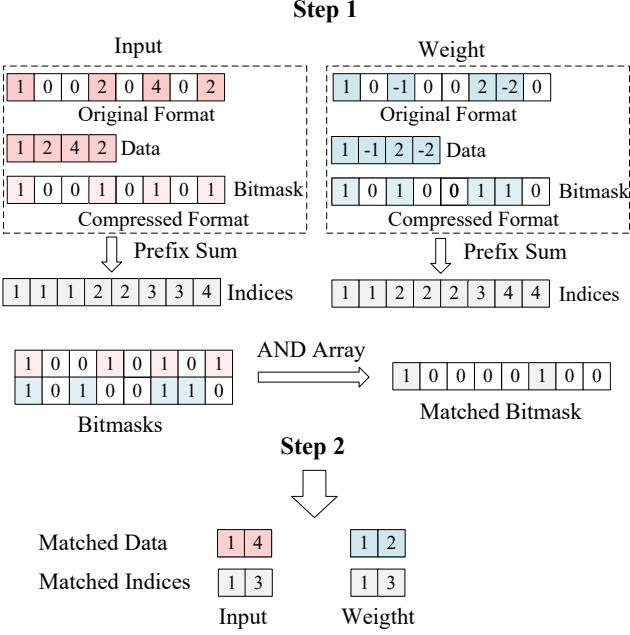 Step 1
Input Weight
1 0 0 2 0 4 0 2 1 0 -1 0 0 2 -2 0
Original Format Original Format
1 2 4 2 Data 1 -1 2 -2 Data
1 0 0 1 0 1 0 1 Bitmask 1 0 1 0 0 1 1 0 Bitmask
Compressed Format Compressed Format
Prefix Sum Prefix Sum
1 1 1 2 2 3 3 4 Indices 1 1 2 2 2 3 4 4 Indices
1 0 0 1 0 1 0 1 AND Array
1 0 1 0 0 1 1 0 1 0 0 0 0 1 0 0
Bitmasks Matched Bitmask
Step 2
Matched Data 1 4 1 2
Matched Indices 1 3 1 3
Input Weigtht